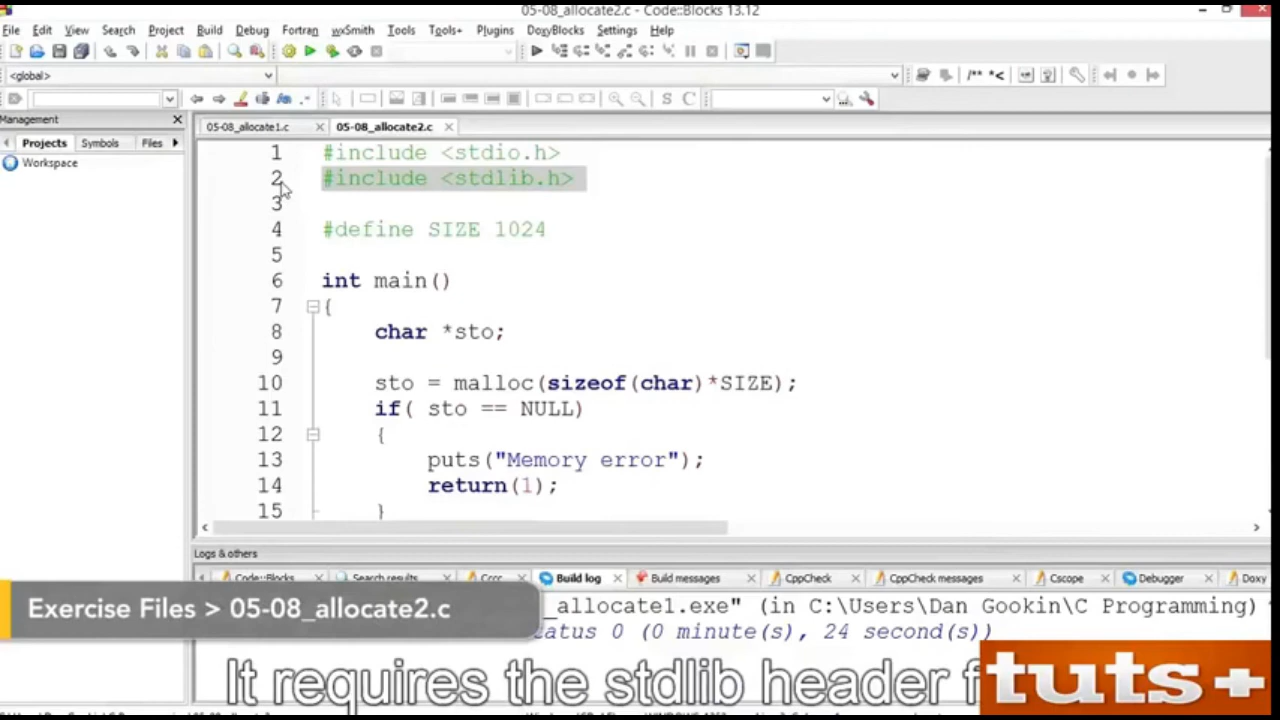 05-08_allocate2.c - Code::Blocks 13.12
File Edit View Search Project Build Debug Fortran wxSmith Tools Tools+ Plugins DoxyBlocks Settings Help
<global>
/** *<
S C
Management
Projects Symbols Files
Workspace
05-08_allocate1.c 05-08_allocate2.c
1 #include <stdio.h>
2 #include <stdlib.h>
3
4 #define SIZE 1024
5
6 int main()
7 {
8 char *sto;
9
10 sto = malloc(sizeof(char)*SIZE);
11 if( sto == NULL)
12 {
13 puts("Memory error");
14 return(1);
15 }
Logs & others
Code::Blocks Search results Cccc Build log Build messages CppCheck CppCheck messages Cscope Debugger Doxy
_allocate1.exe" (in C:\Users\Dan Gookin\C Programming)
tatus 0 (0 minute(s), 24 second(s))
Exercise Files > 05-08_allocate2.c
It requires the stdlib header f
tuts+